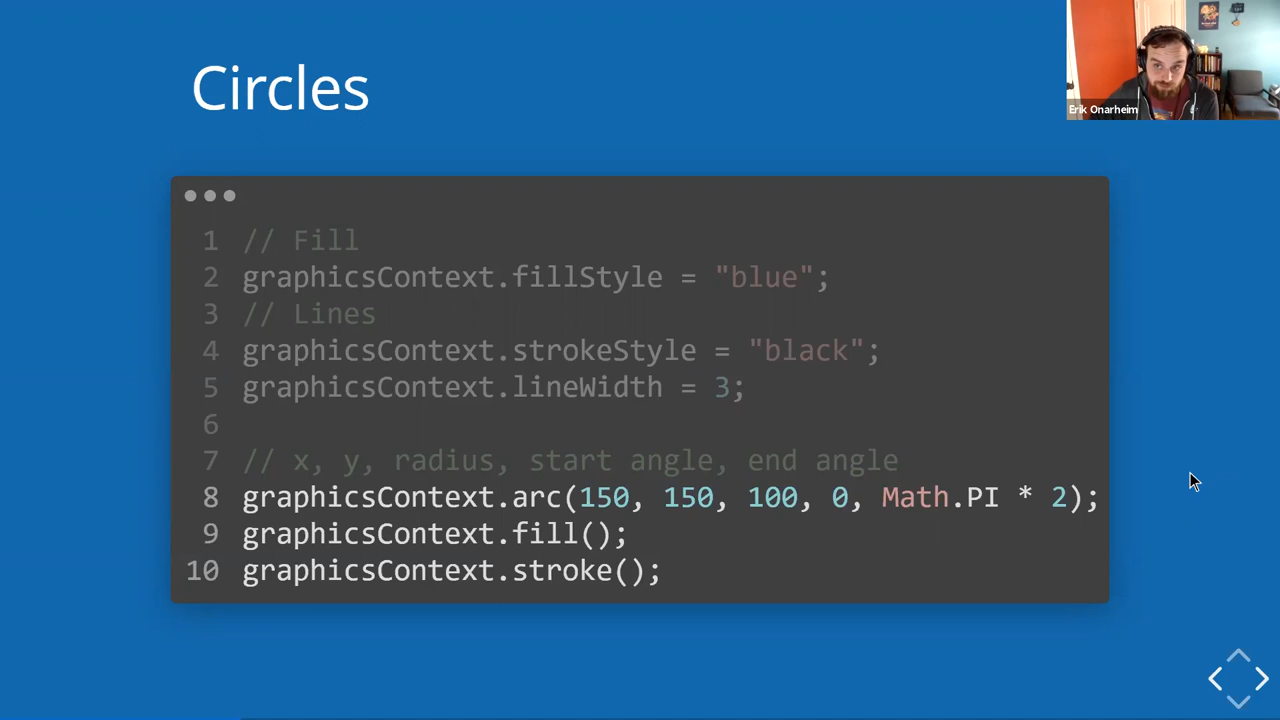 Circles
Erik Onarheim
1 // Fill
2 graphicsContext.fillStyle = "blue";
3 // Lines
4 graphicsContext.strokeStyle = "black";
5 graphicsContext.lineWidth = 3;
6
7 // x, y, radius, start angle, end angle
8 graphicsContext.arc(150, 150, 100, 0, Math.PI * 2);
9 graphicsContext.fill();
10 graphicsContext.stroke();